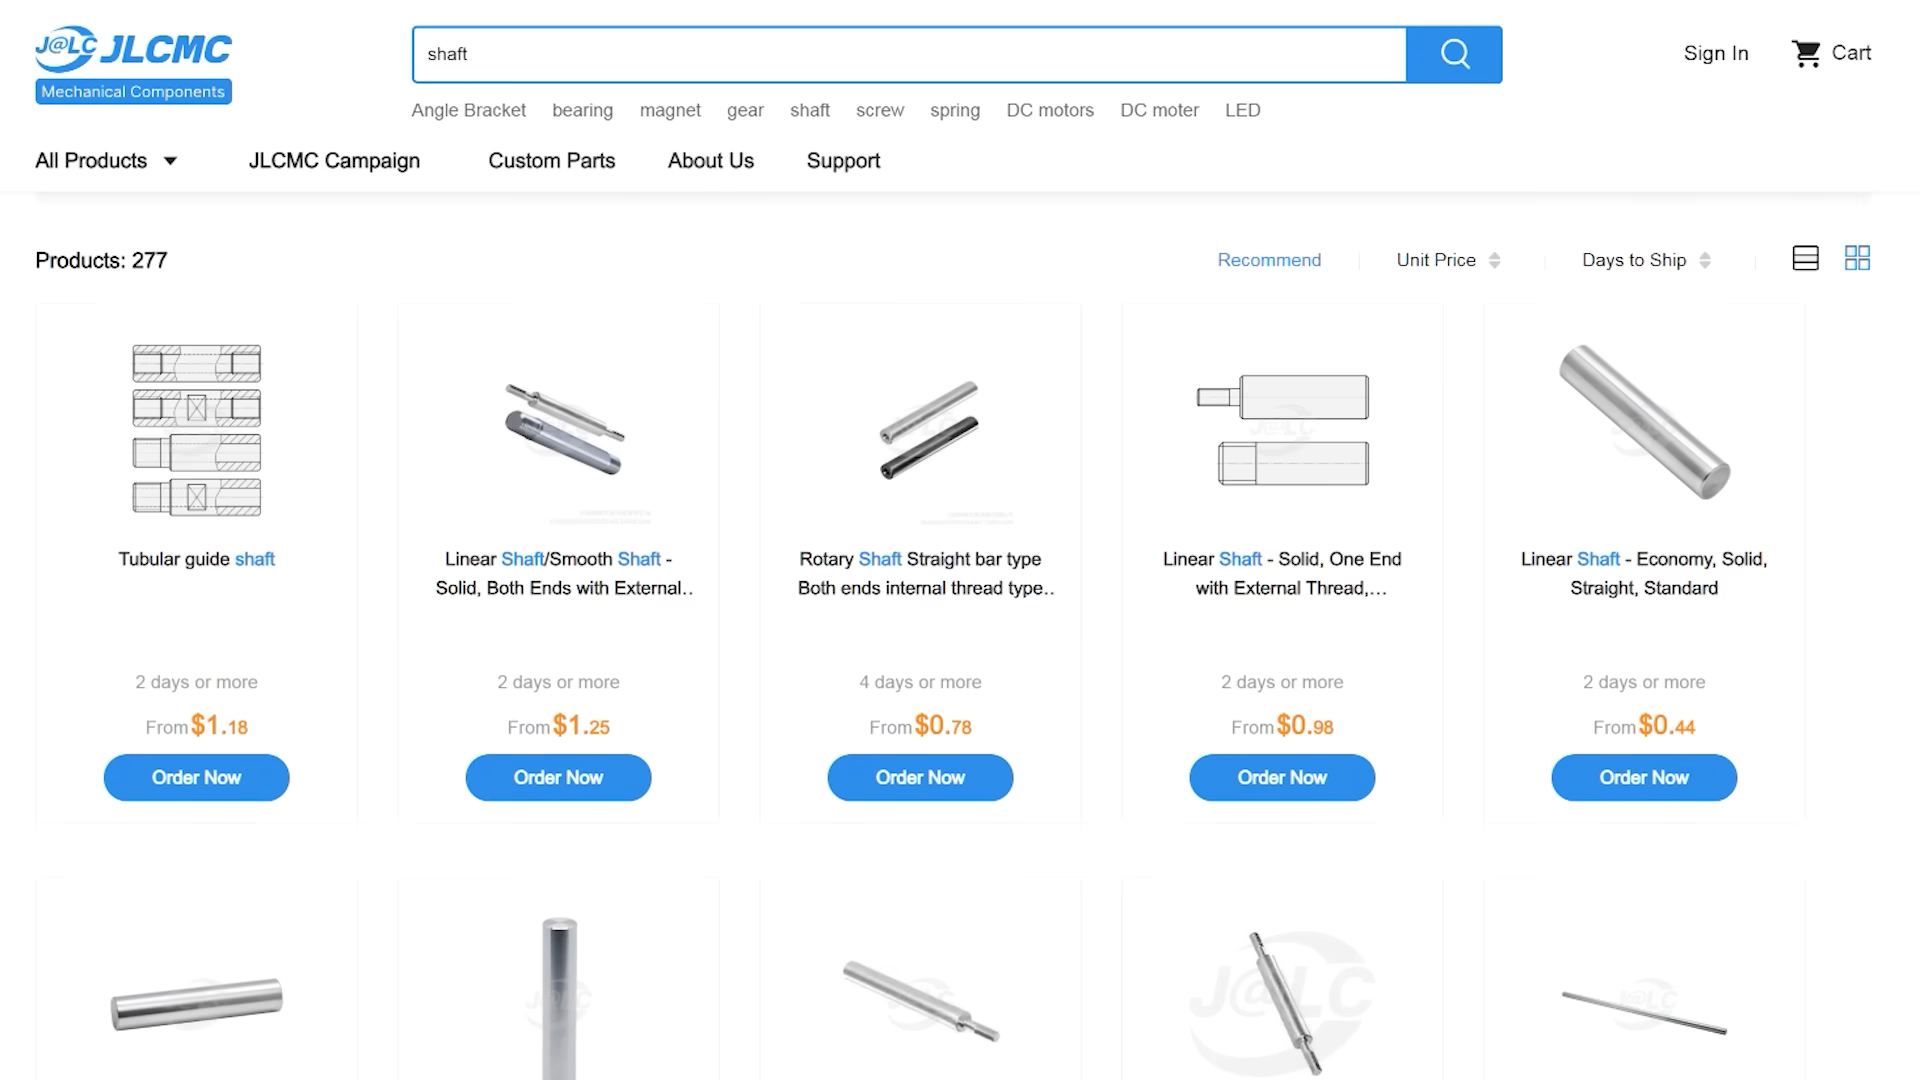 J@LC JLCMC
Mechanical Components
shaft
Sign In
Cart
Angle Bracket bearing magnet gear shaft screw spring DC motors DC moter LED
All Products JLCMC Campaign Custom Parts About Us Support
Products: 277
Recommend Unit Price Days to Ship
Tubular guide shaft
2 days or more
From $1.18
Order Now
Linear Shaft/Smooth Shaft -
Solid, Both Ends with External..
2 days or more
From $1.25
Order Now
Rotary Shaft Straight bar type
Both ends internal thread type..
4 days or more
From $0.78
Order Now
Linear Shaft - Solid, One End
with External Thread,...
2 days or more
From $0.98
Order Now
Linear Shaft - Economy, Solid,
Straight, Standard
2 days or more
From $0.44
Order Now
J@LC
J@LC
J@LC
J@LC